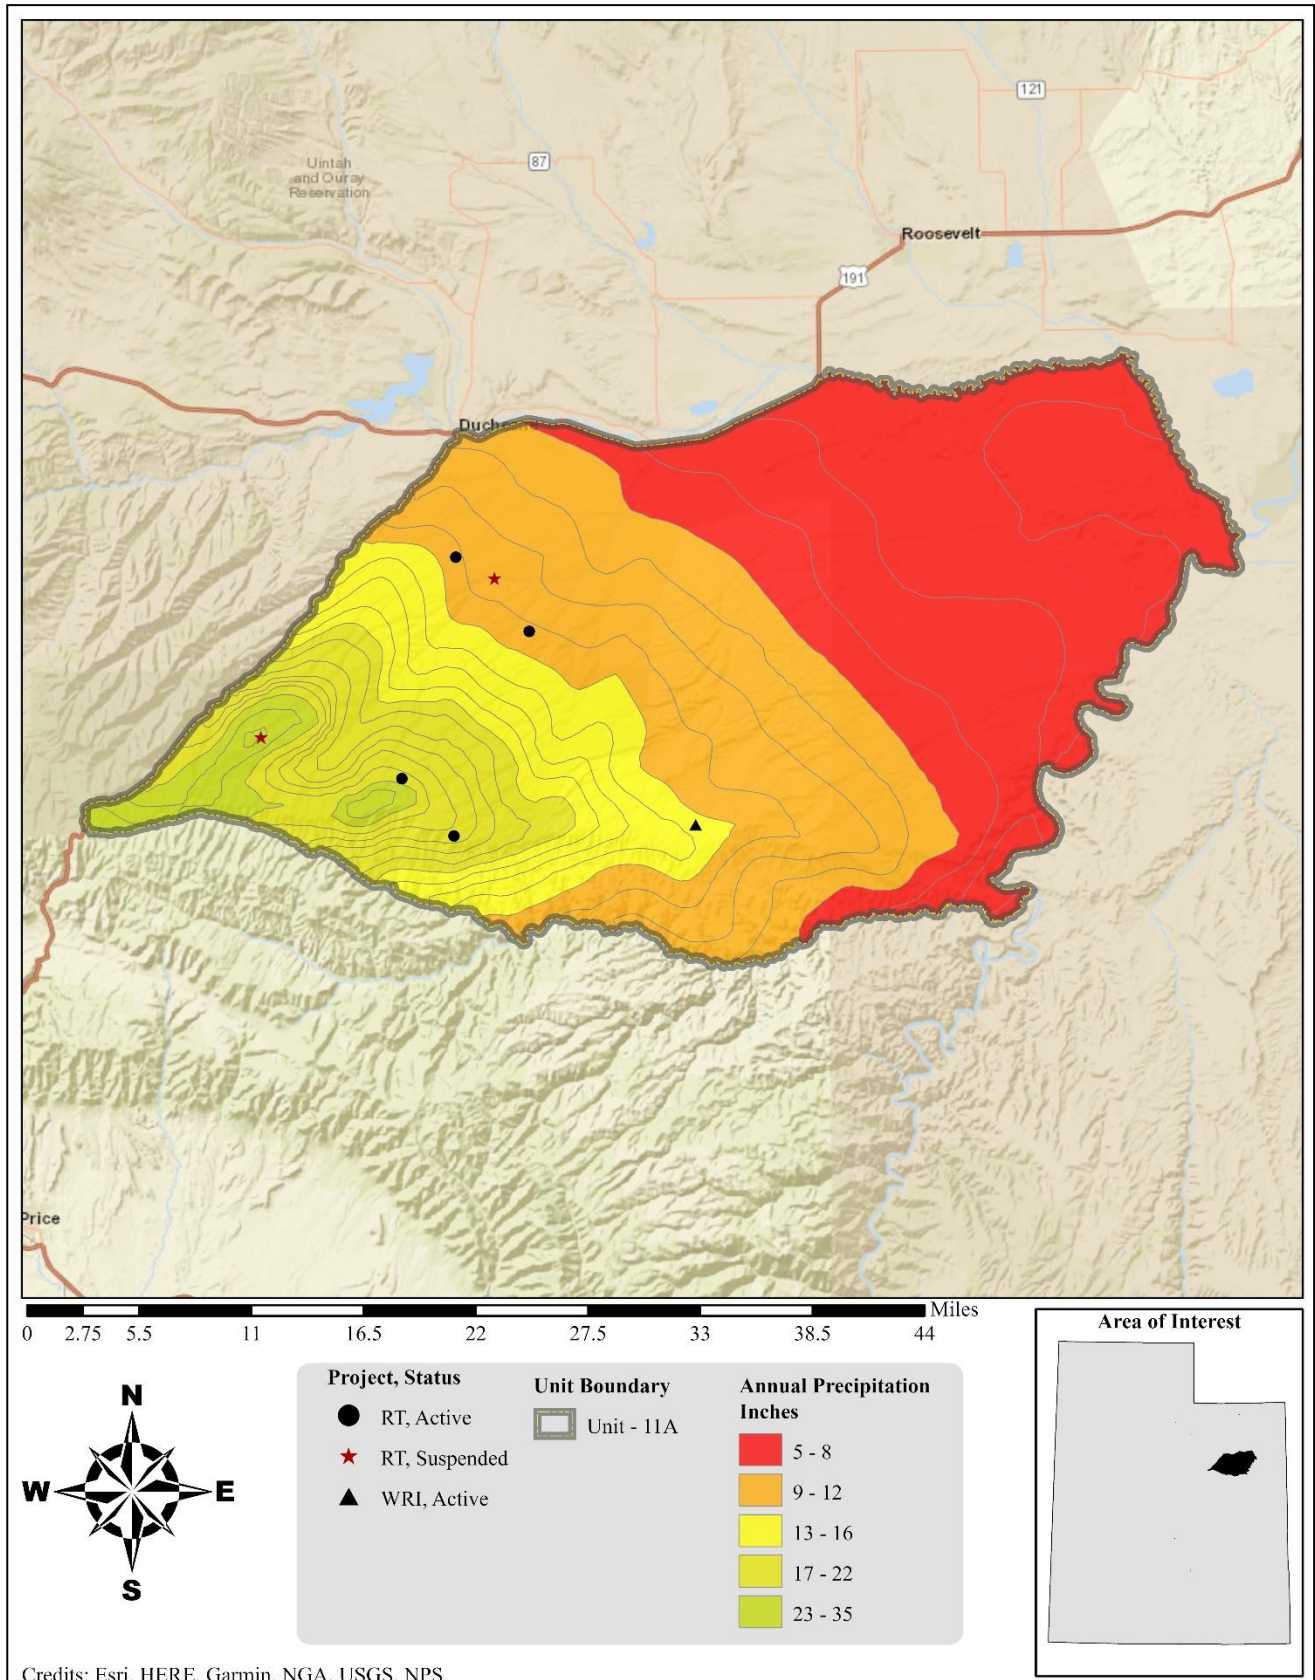 121
Uintah
and Ouray
Reservation
87
Roosevelt
191
Price
Miles
0 2.75 5.5 11 16.5 22 27.5 33 38.5 44
Area of Interest
N
W E
S
Project, Status
RT, Active
RT, Suspended
WRI, Active
Unit Boundary
Unit - 11A
Annual Precipitation
Inches
5 - 8
9 - 12
13 - 16
17 - 22
23 - 35
Credits: Esri, HERE, Garmin, NGA, USGS, NPS